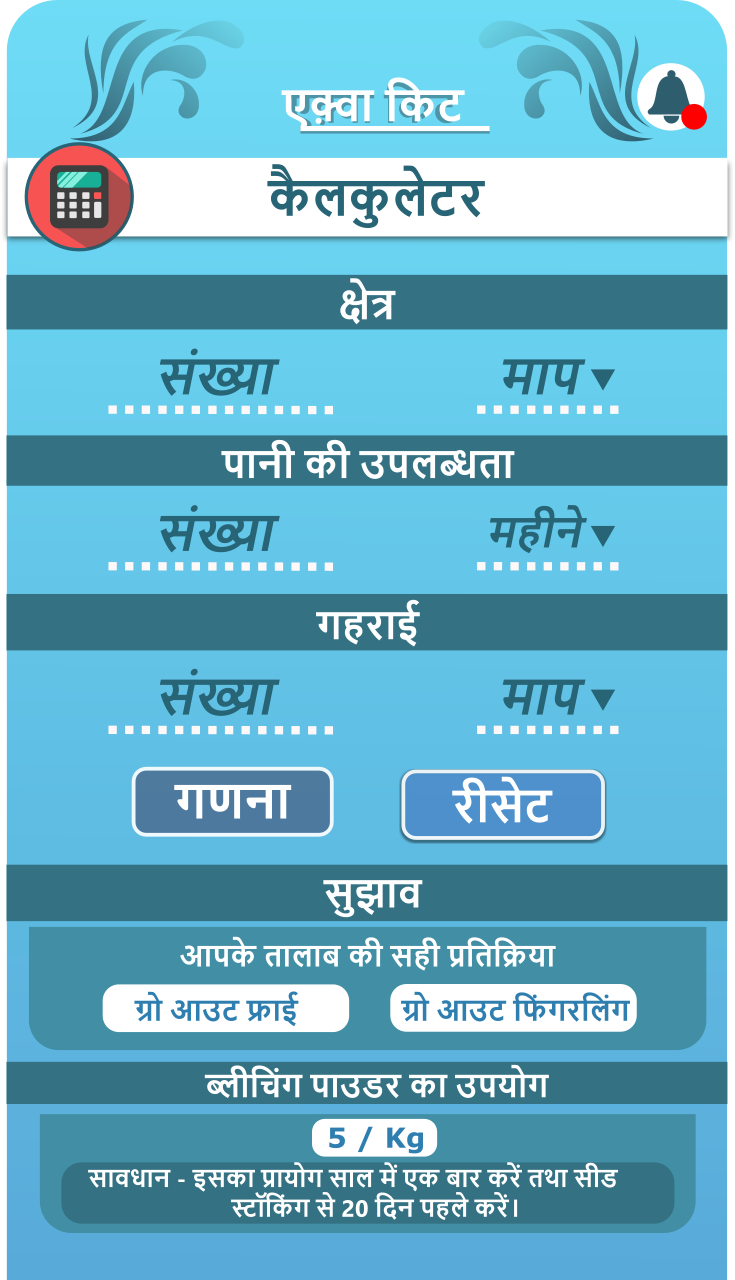 एक़्वा किट
कैलकुलेटर
क्षेत्र
संख्या माप
पानी की उपलब्धता
संख्या महीने
गहराई
संख्या माप
गणना रीसेट
सुझाव
आपके तालाब की सही प्रतिक्रिया
ग्रो आउट फ्राई ग्रो आउट फिंगरलिंग
ब्लीचिंग पाउडर का उपयोग
5 / Kg
सावधान - इसका प्रायोग साल में एक बार करें तथा सीड
स्टॉकिंग से 20 दिन पहले करें।